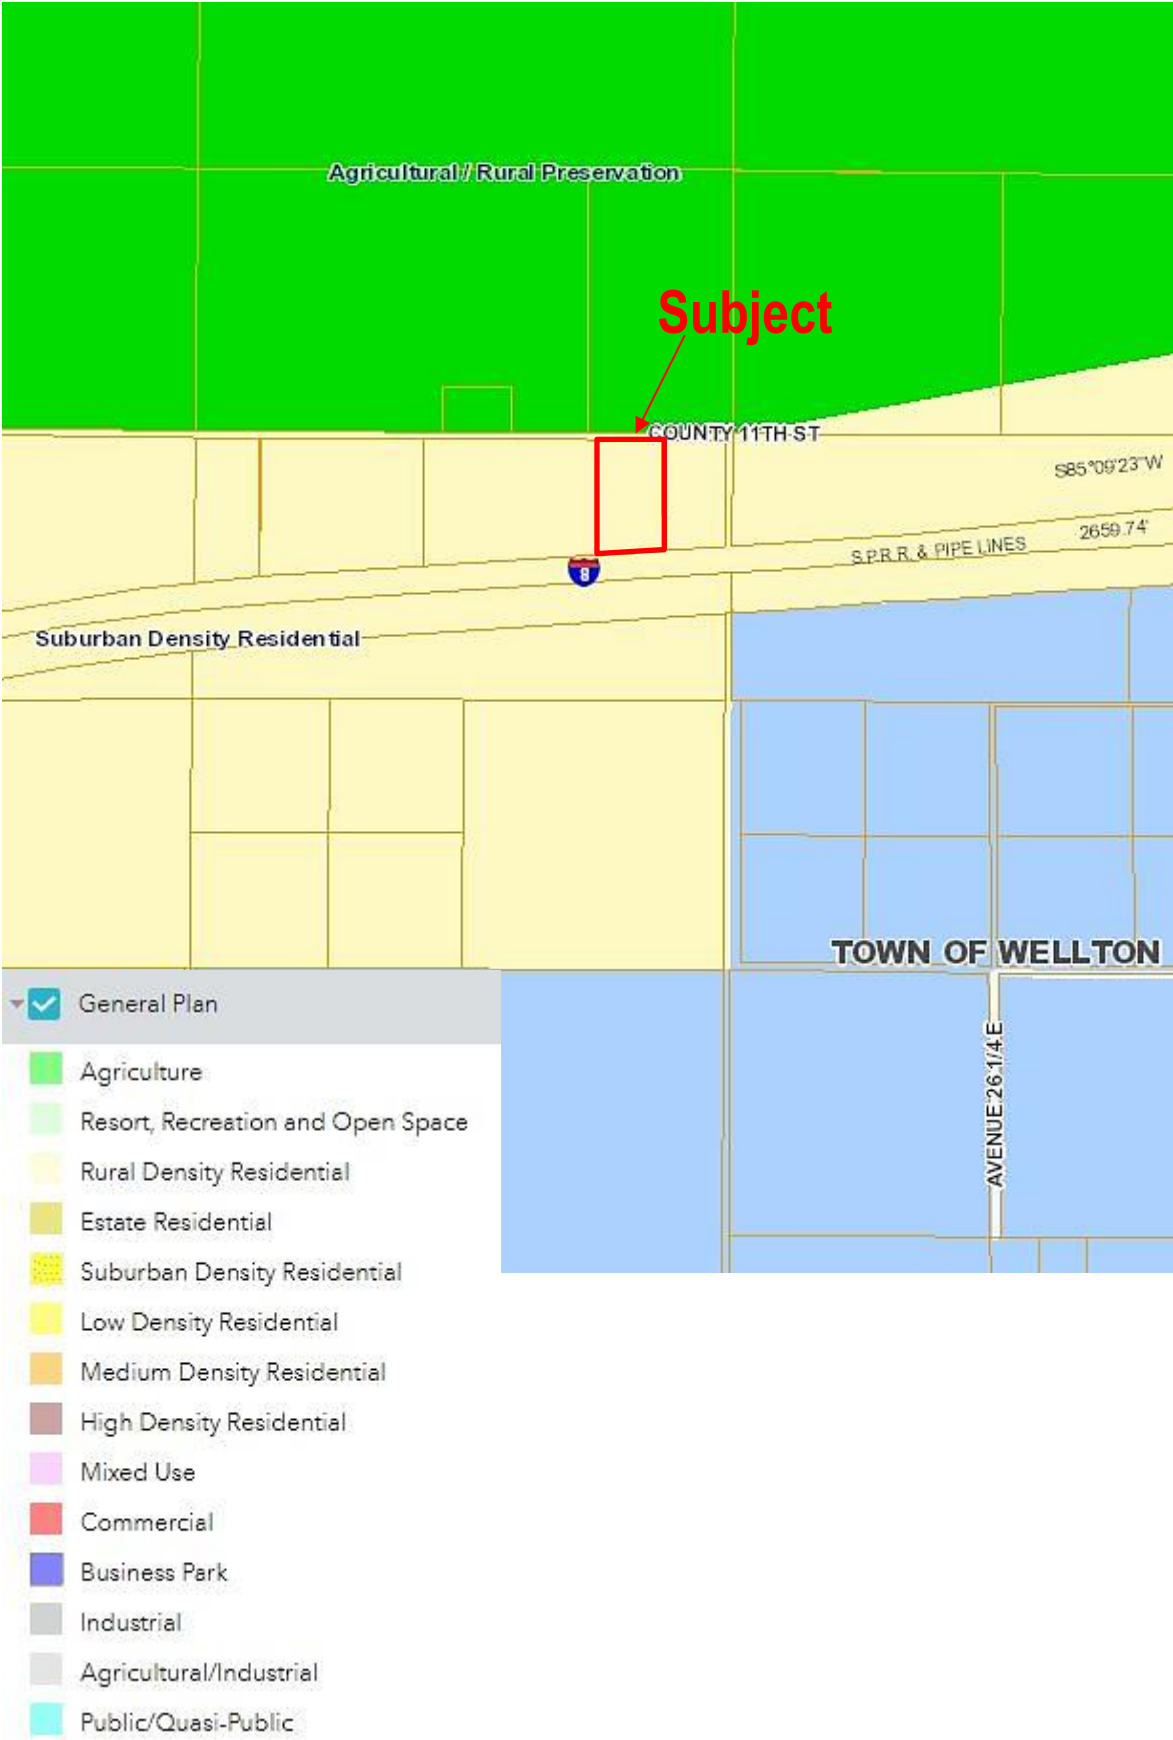 Agricultural / Rural Preservation
Subject
COUNTY 11TH ST
S85°09'23"W
2659.74'
S.P.R.R. & PIPE LINES
8
Suburban Density Residential
TOWN OF WELLTON
AVENUE 26 1/4 E
General Plan
Agriculture
Resort, Recreation and Open Space
Rural Density Residential
Estate Residential
Suburban Density Residential
Low Density Residential
Medium Density Residential
High Density Residential
Mixed Use
Commercial
Business Park
Industrial
Agricultural/Industrial
Public/Quasi-Public